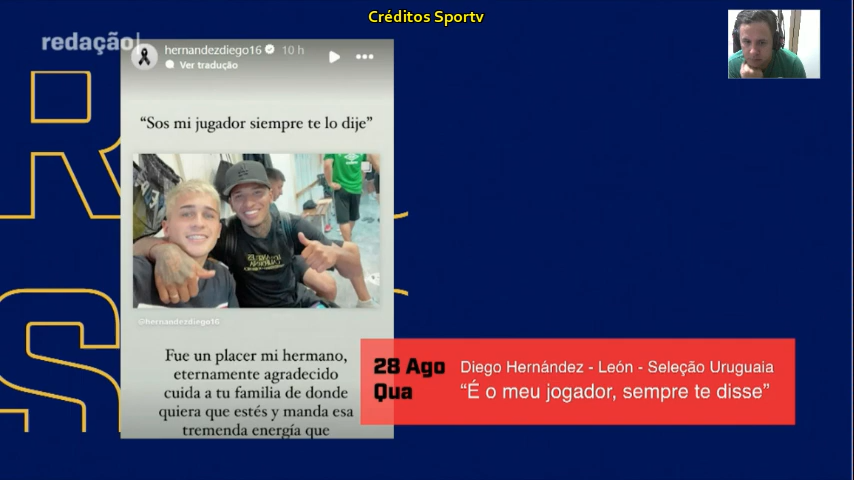 Créditos Sportv
redação|
hernandezdiego16 10 h
Ver tradução
“Sos mi jugador siempre te lo dije”
@hernandezdiego16
Fue un placer mi hermano,
eternamente agradecido
cuida a tu familia de donde
quiera que estés y manda esa
tremenda energía que
28 Ago
Qua
Diego Hernández - León - Seleção Uruguaia
“É o meu jogador, sempre te disse”